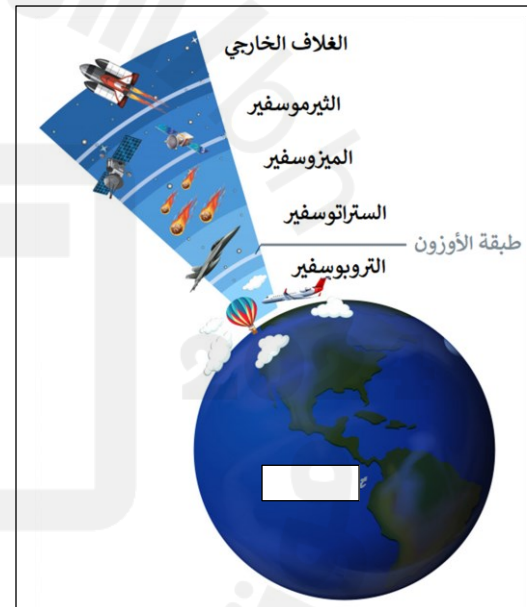 الغلاف الخارجي
الثيرموسفير
الميزوسفير
الستراتوسفير
طبقة الأوزون
التروبوسفير